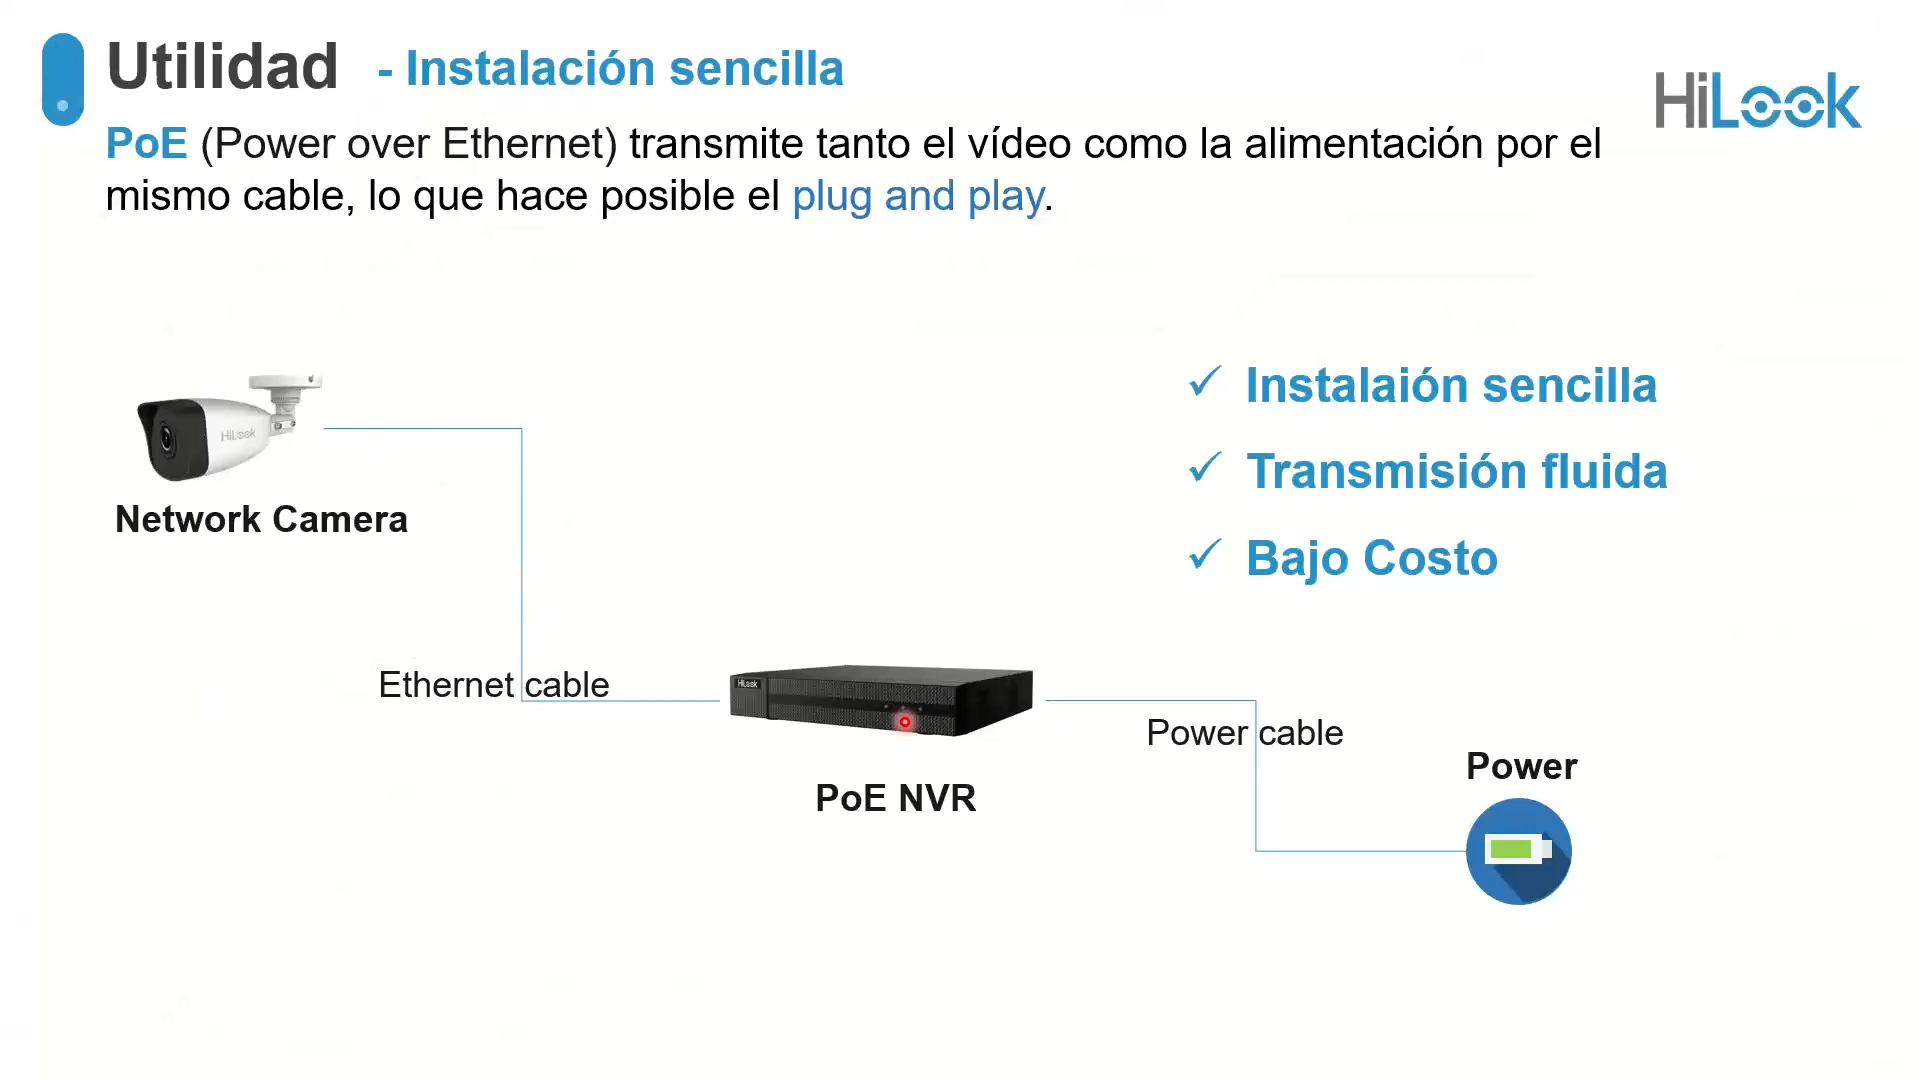 Utilidad - Instalación sencilla
HiLook
PoE (Power over Ethernet) transmite tanto el vídeo como la alimentación por el
mismo cable, lo que hace posible el plug and play.
HiLook
Network Camera
✓ Instalaión sencilla
✓ Transmisión fluida
✓ Bajo Costo
Ethernet cable
HiLook
PoE NVR
Power cable
Power